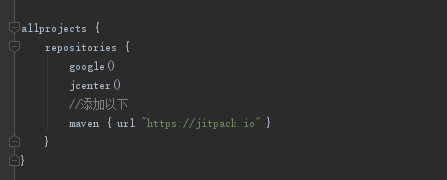 allprojects {
repositories {
google()
jcenter()
//添加以下
maven { url "https://jitpack.io" }
}
}